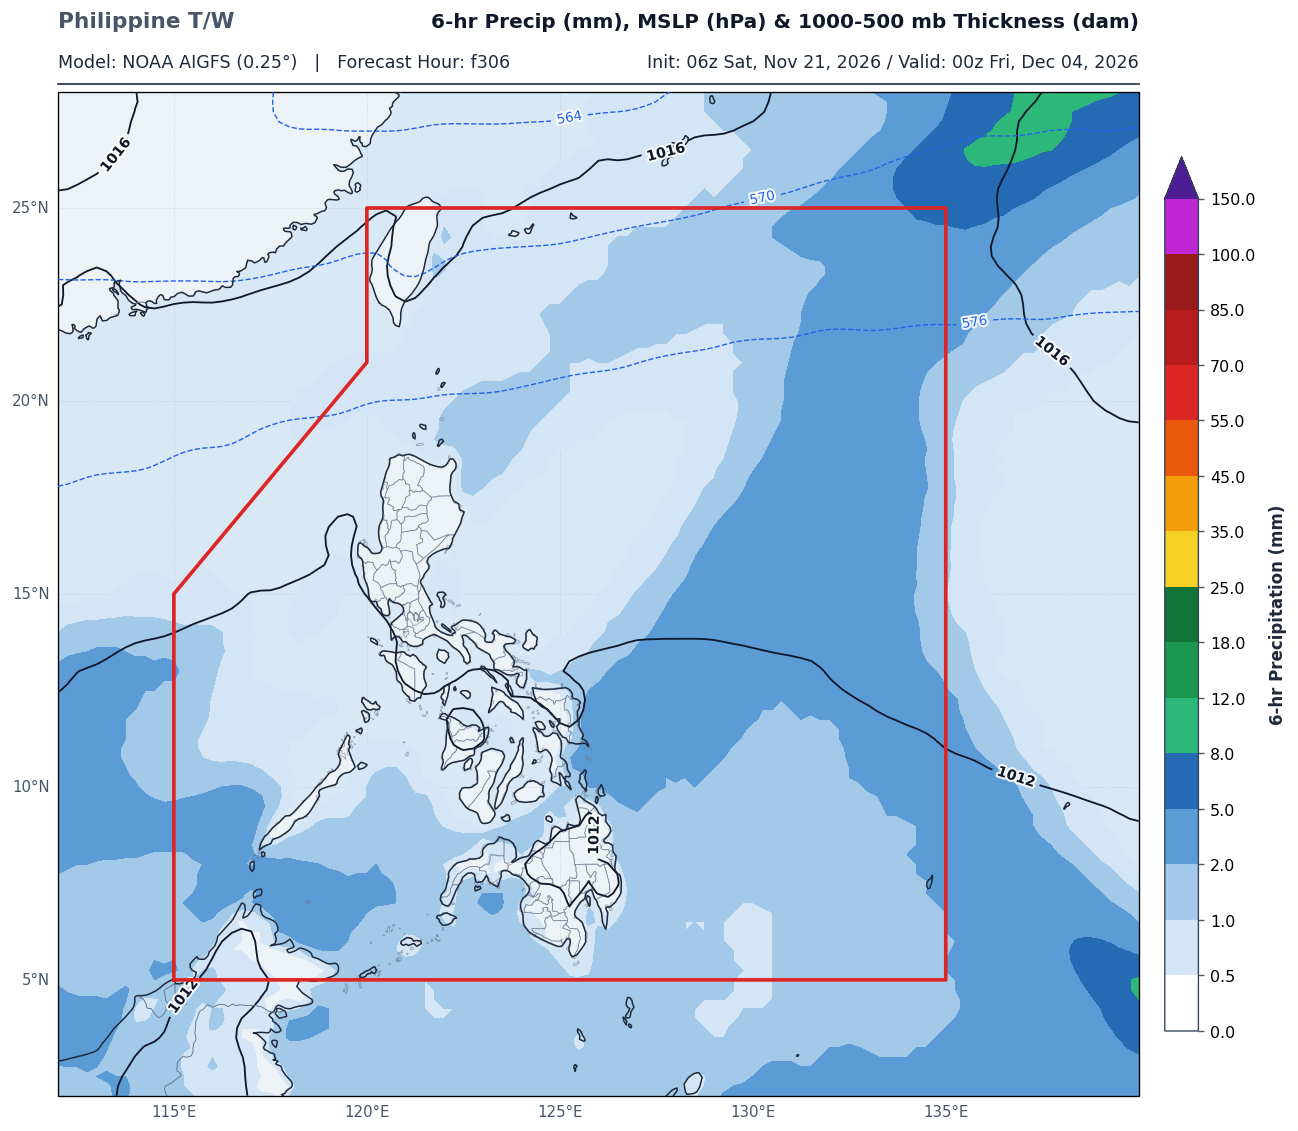 Philippine T/W
6-hr Precip (mm), MSLP (hPa) & 1000-500 mb Thickness (dam)
Model: NOAA AIGFS (0.25°) | Forecast Hour: f306
Init: 06z Sat, Nov 21, 2026 / Valid: 00z Fri, Dec 04, 2026
564
1016
1016
570
576
1016
1012
1012
1012
25°N
20°N
15°N
10°N
5°N
115°E
120°E
125°E
130°E
135°E
150.0
100.0
85.0
70.0
55.0
45.0
35.0
25.0
18.0
12.0
8.0
5.0
2.0
1.0
0.5
0.0
6-hr Precipitation (mm)